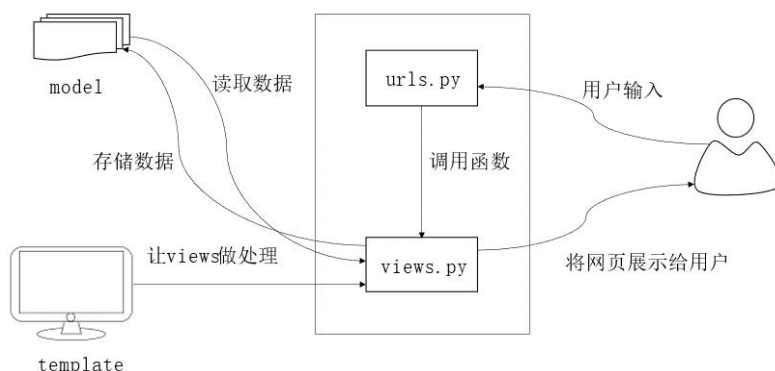 model
读取数据
urls.py
用户输入
存储数据
调用函数
让views做处理
views.py
将网页展示给用户
template